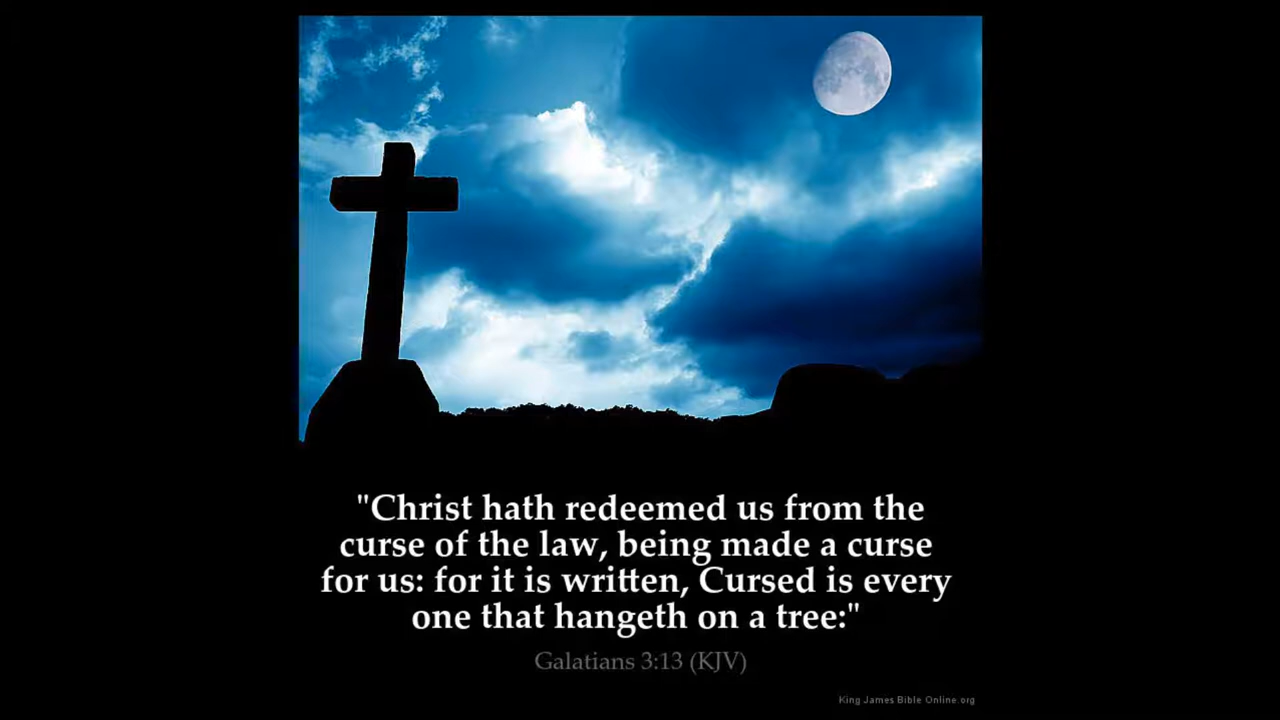 "Christ hath redeemed us from the
curse of the law, being made a curse
for us: for it is written, Cursed is every
one that hangeth on a tree:"
Galatians 3:13 (KJV)
King James Bible Online.org